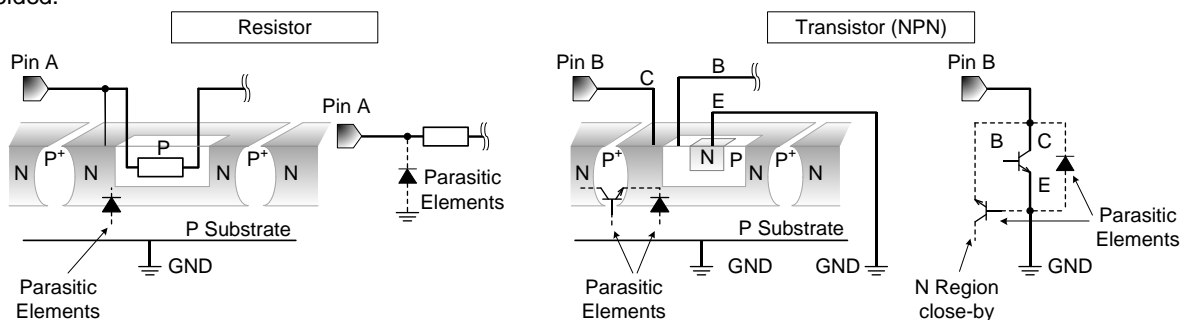 Resistor
Transistor (NPN)
Pin A
Pin A
N
P+
N
P
N
P+
N
Parasitic
Elements
P Substrate
GND
Parasitic
Elements
Pin B
C
B
E
N
P+
N
N
P
N
P+
N
P Substrate
GND
GND
Parasitic
Elements
Pin B
B
C
E
Parasitic
Elements
GND
N Region
close-by